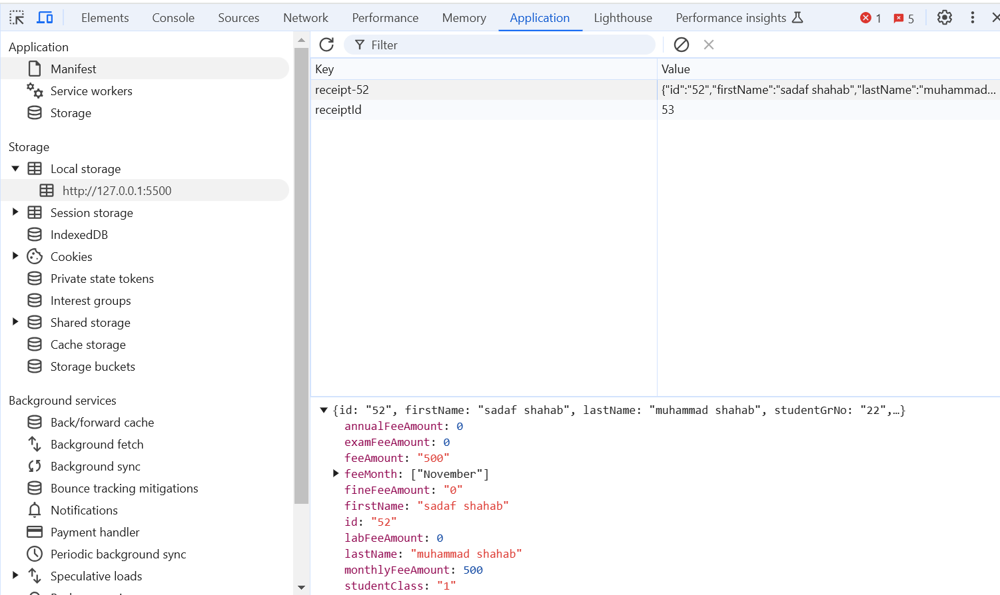 Elements Console Sources Network Performance Memory Application Lighthouse Performance insights 1 5
Application
Manifest
Service workers
Storage
Storage
Local storage
http://127.0.0.1:5500
Session storage
IndexedDB
Cookies
Private state tokens
Interest groups
Shared storage
Cache storage
Storage buckets
Background services
Back/forward cache
Background fetch
Background sync
Bounce tracking mitigations
Notifications
Payment handler
Periodic background sync
Speculative loads
Filter
Key Value
receipt-52 {"id":"52","firstName":"sadaf shahab","lastName":"muhammad...
receiptId 53
{id: "52", firstName: "sadaf shahab", lastName: "muhammad shahab", studentGrNo: "22",…}
annualFeeAmount: 0
examFeeAmount: 0
feeAmount: "500"
feeMonth: ["November"]
fineFeeAmount: "0"
firstName: "sadaf shahab"
id: "52"
labFeeAmount: 0
lastName: "muhammad shahab"
monthlyFeeAmount: 500
studentClass: "1"